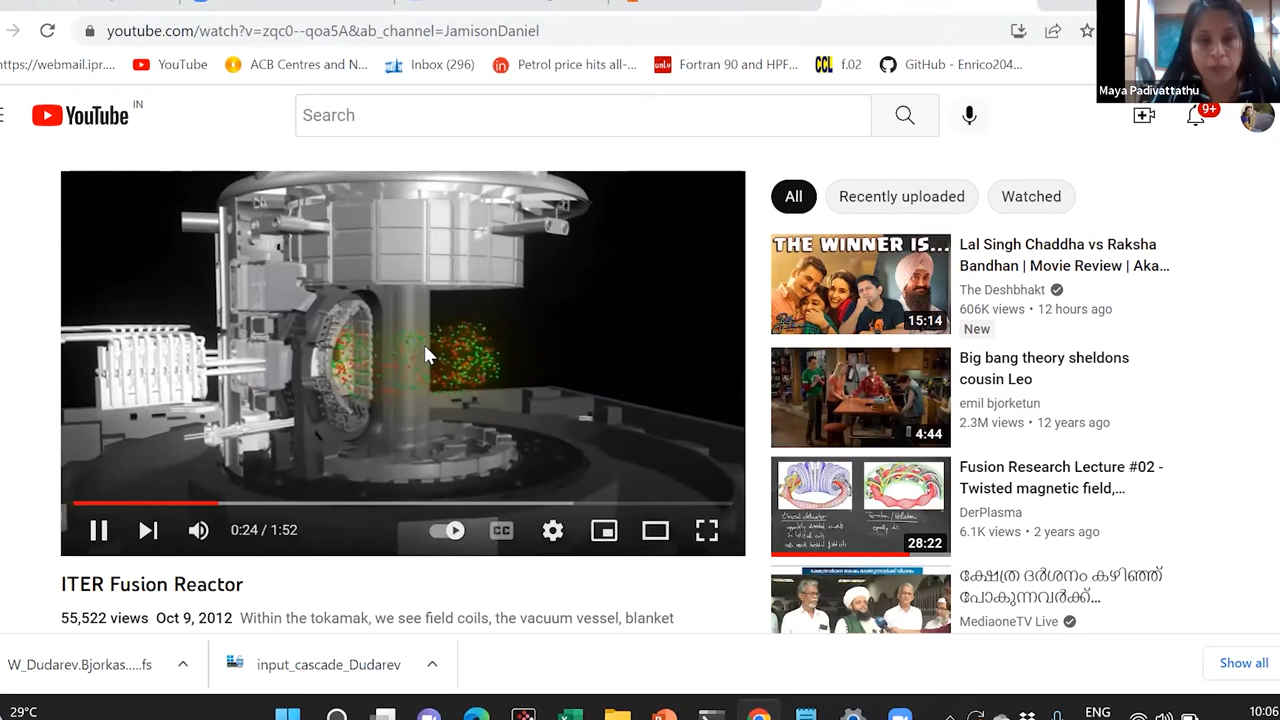 youtube.com/watch?v=zqc0--qoa5A&ab_channel=JamisonDaniel
https://webmail.ipr....
YouTube
ACB Centres and N...
Inbox (296)
Petrol price hits all-...
Fortran 90 and HPF...
CCL
f.02
GitHub - Enrico204...
Maya Padivattathu
YouTube IN
Search
9+
All
Recently uploaded
Watched
THE WINNER IS...
15:14
Lal Singh Chaddha vs Raksha
Bandhan | Movie Review | Aka...
The Deshbhakt
606K views • 12 hours ago
New
4:44
Big bang theory sheldons
cousin Leo
emil bjorketun
2.3M views • 12 years ago
28:22
Fusion Research Lecture #02 -
Twisted magnetic field,...
DerPlasma
6.1K views • 2 years ago
ക്ഷേത്ര ദർശനം കഴിഞ്ഞ്
പോകുന്നവർക്ക്...
MediaoneTV Live
0:24 / 1:52
CC
ITER Fusion Reactor
55,522 views Oct 9, 2012 Within the tokamak, we see field coils, the vacuum vessel, blanket
W_Dudarev.Bjorkas.....fs
input_cascade_Dudarev
Show all
29°C
ENG
10:06